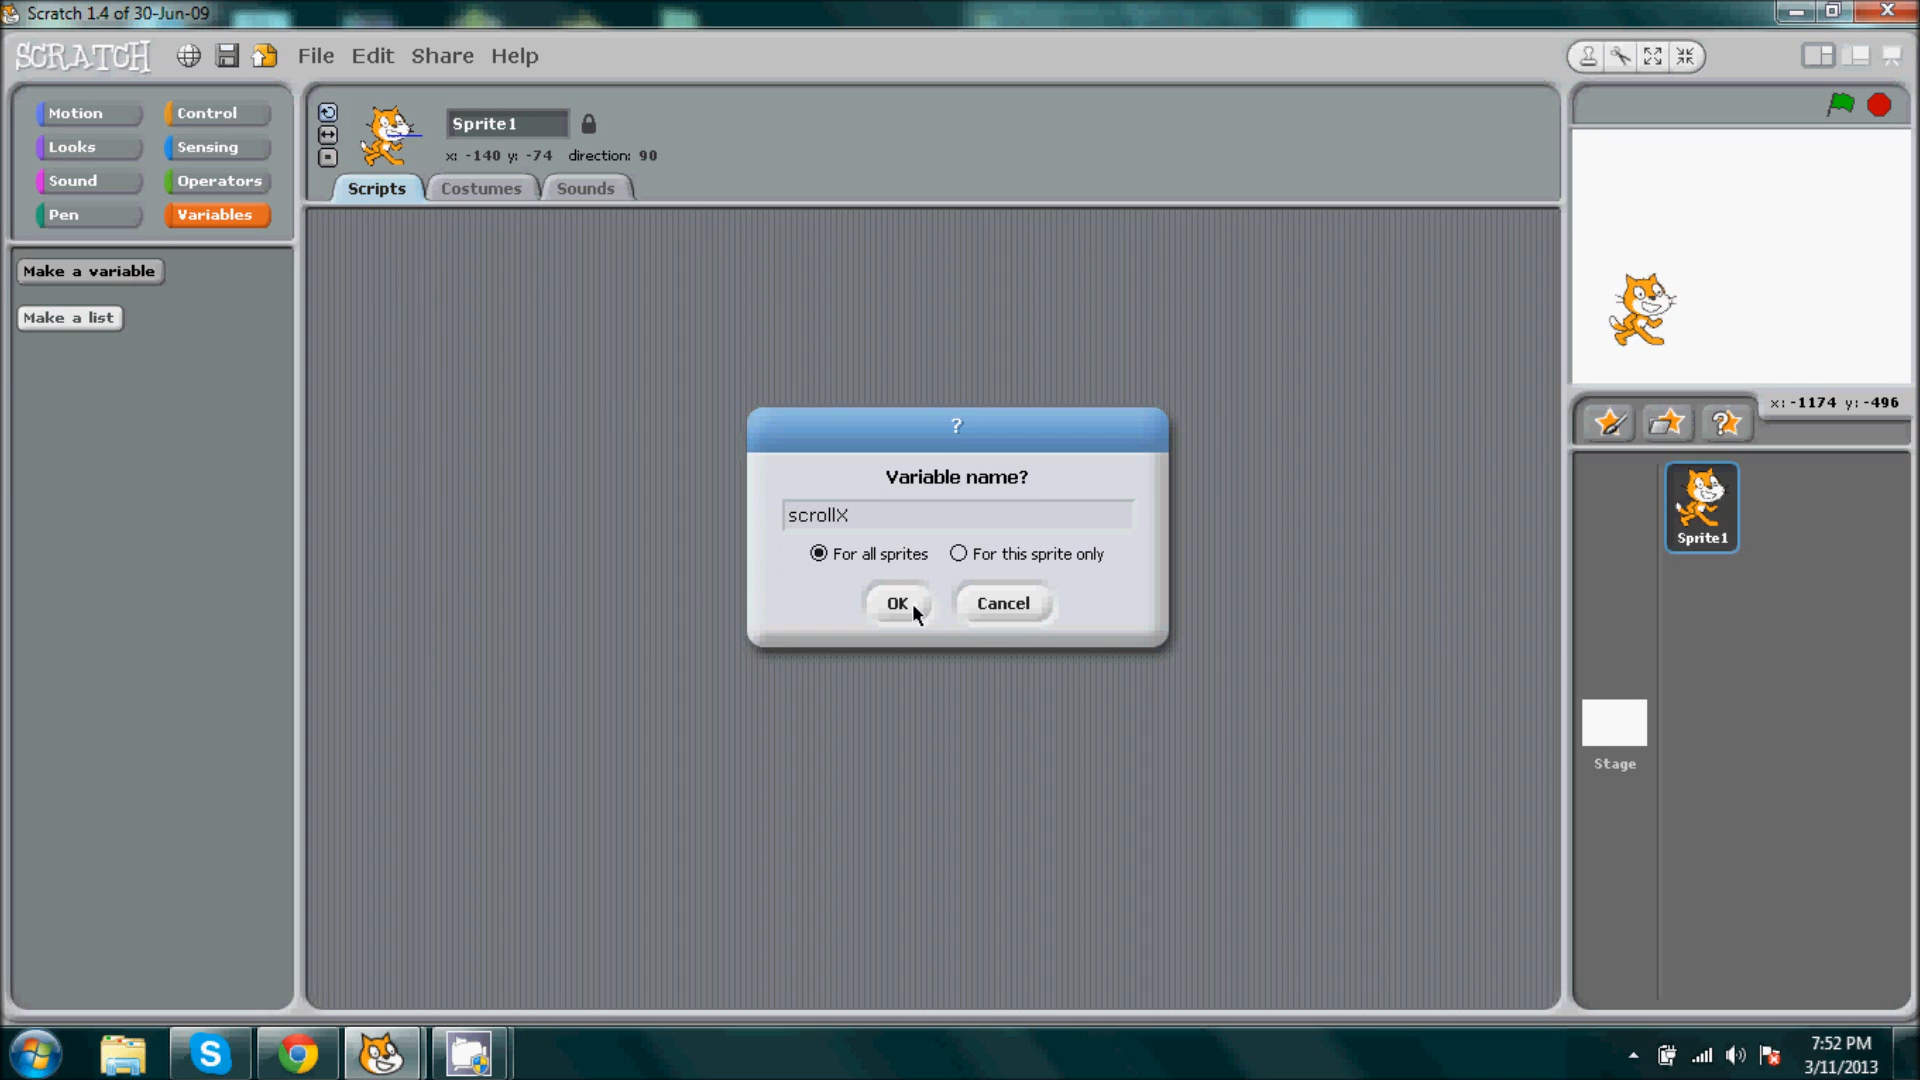 Scratch 1.4 of 30-Jun-09
SCRATCH File Edit Share Help
Motion Control
Looks Sensing
Sound Operators
Pen Variables
Make a variable
Make a list
Sprite1
x: -140 y: -74 direction: 90
Scripts Costumes Sounds
?
Variable name?
scrollX
For all sprites For this sprite only
OK Cancel
x: -1174 y: -496
Sprite1
Stage
7:52 PM
3/11/2013